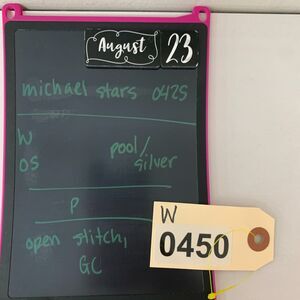 August 23
michael stars 0425
W pool/
OS silver
P
open stitch,
GC
W
0450